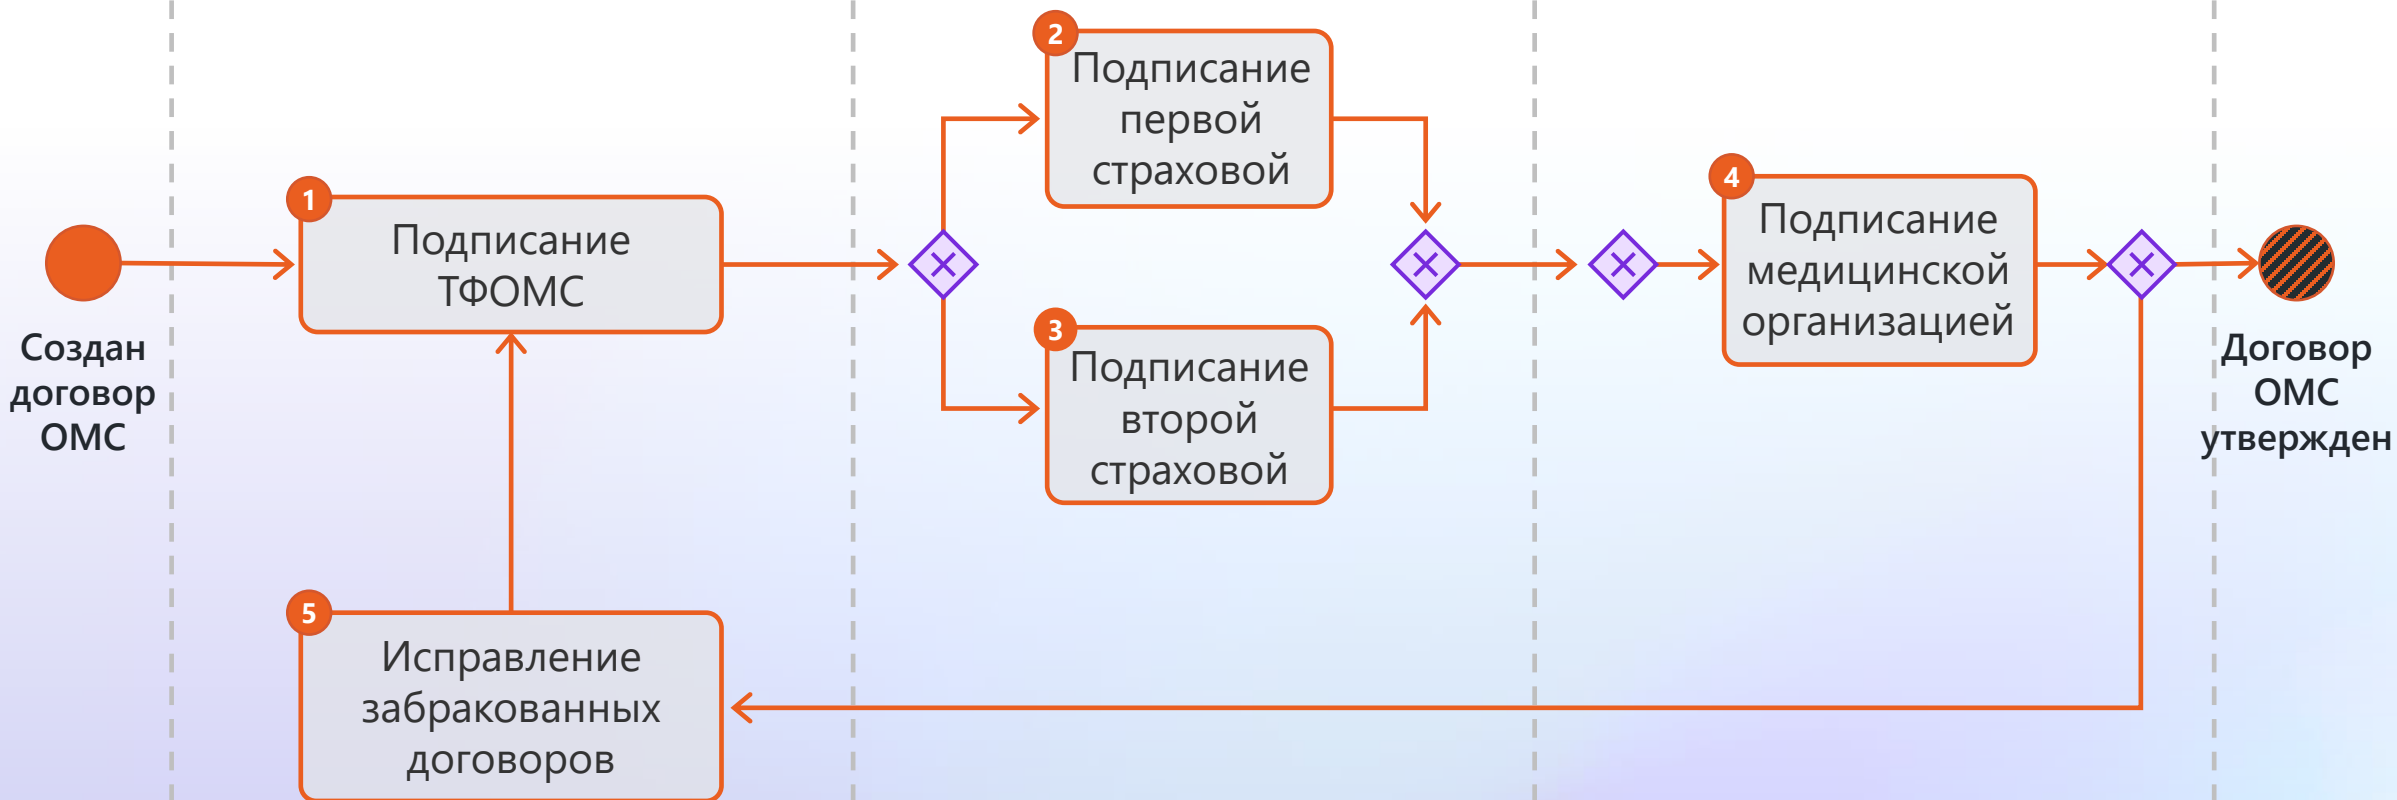 Создан
договор
ОМС
1
Подписание
ТФОМС
2
Подписание
первой
страховой
3
Подписание
второй
страховой
4
Подписание
медицинской
организацией
Договор
ОМС
утвержден
5
Исправление
забракованных
договоров